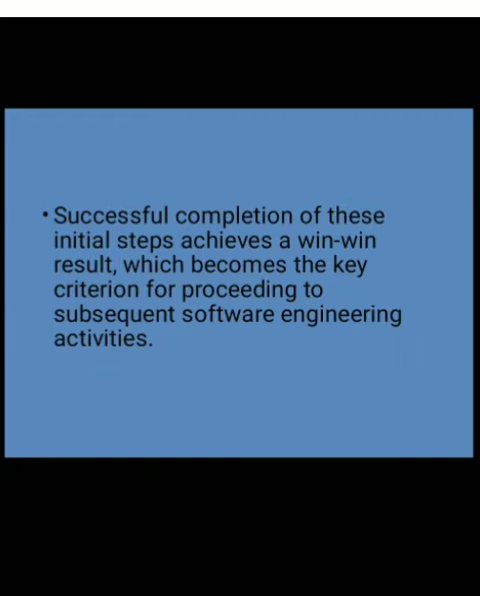 • Successful completion of these
initial steps achieves a win-win
result, which becomes the key
criterion for proceeding to
subsequent software engineering
activities.